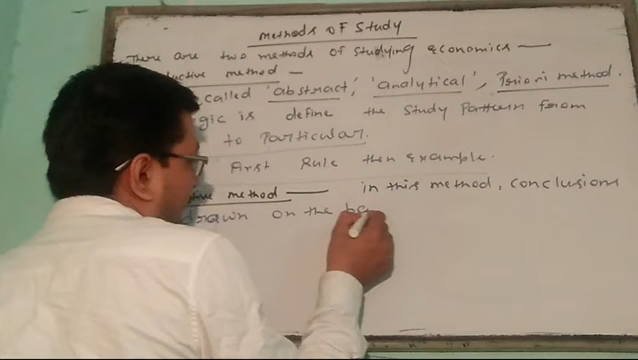 Methods of Study
There are two methods of studying economics —
ductive method —
called 'abstract', 'analytical', Priori method.
gic is define the Study Pattern from
to Particular.
First Rule then example.
tive method — in this method, conclusions
drawn on the ba